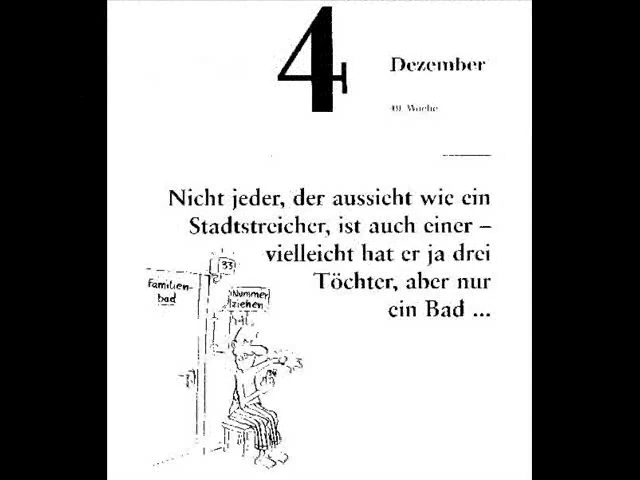 4
Dezember
49. Woche
Nicht jeder, der aussieht wie ein
Stadtstreicher, ist auch einer –
vielleicht hat er ja drei
Töchter, aber nur
ein Bad ...
33
Familien-
bad
Nummer
ziehen